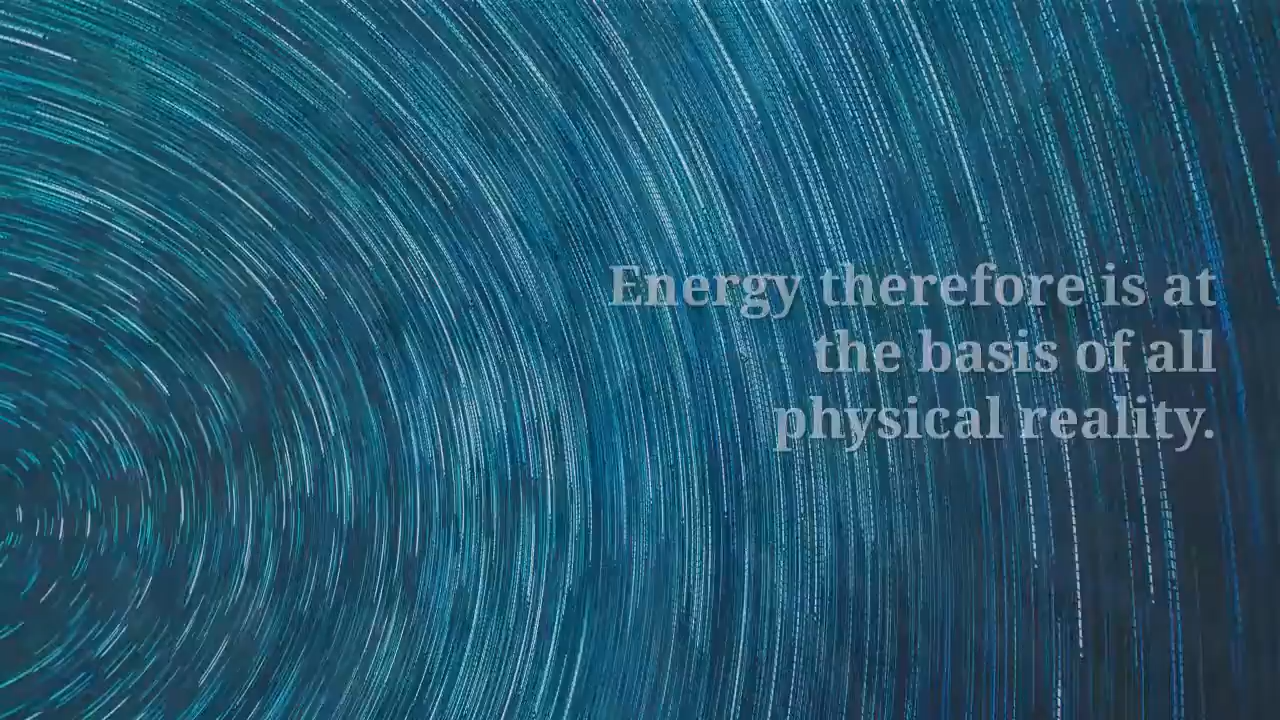 Energy therefore is at
the basis of all
physical reality.